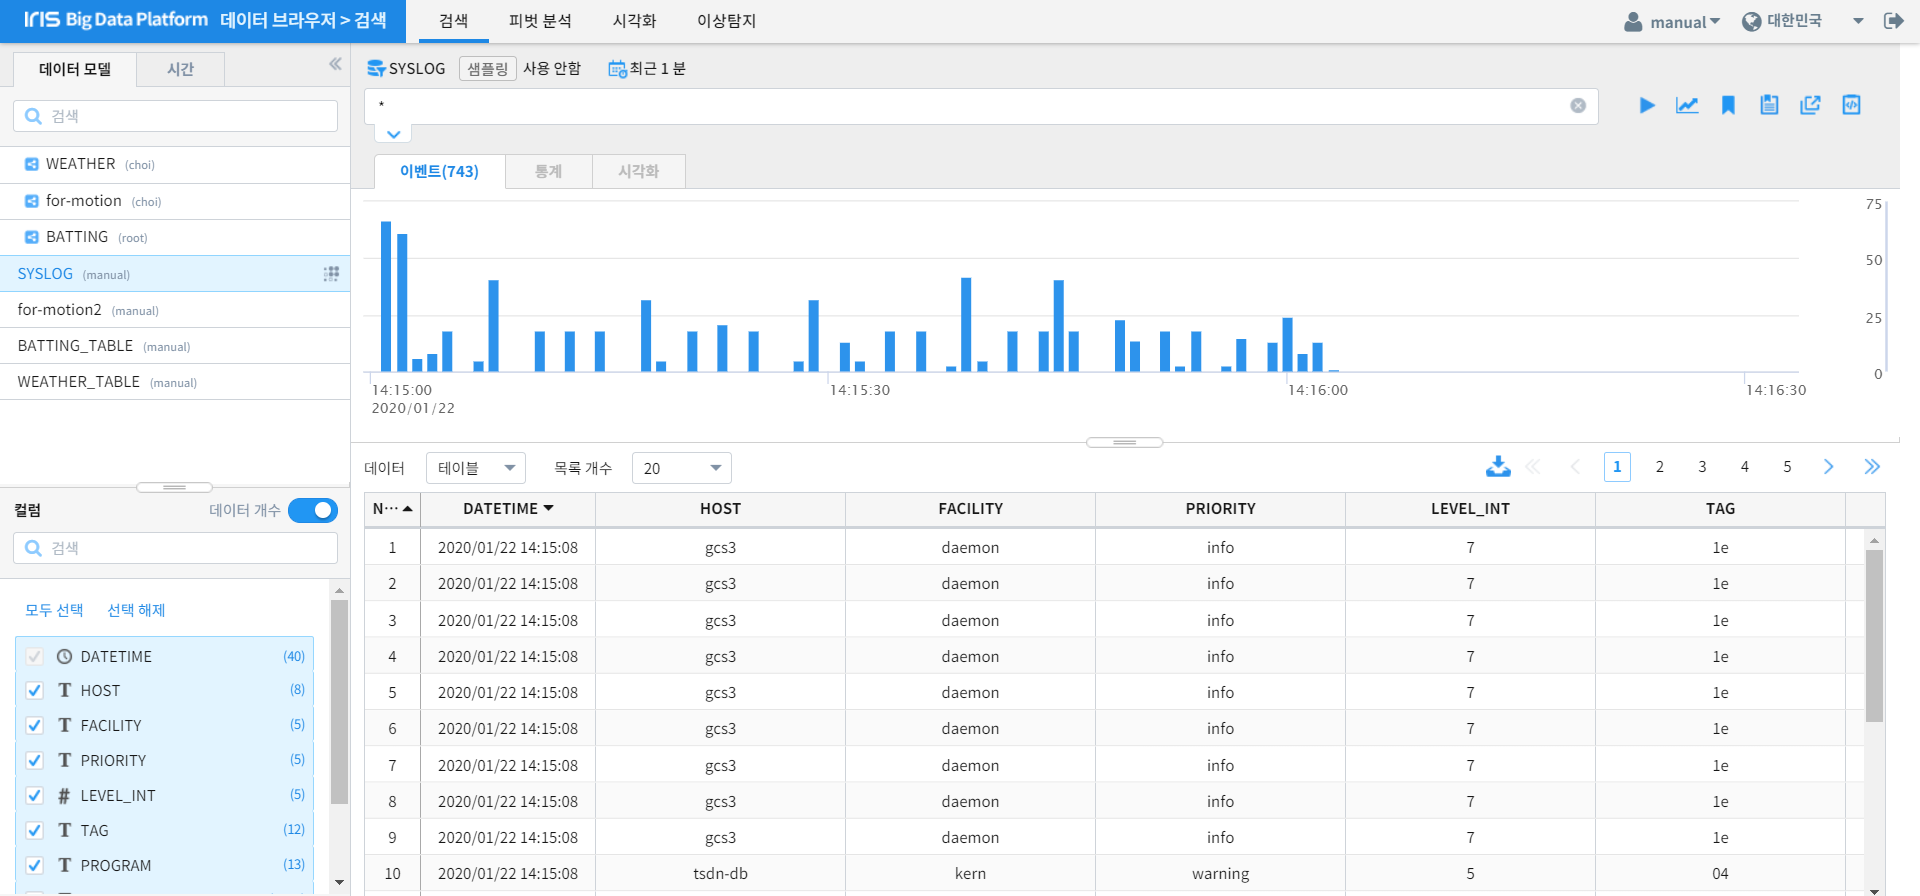 IRIS Big Data Platform 데이터 브라우저 > 검색 검색 피벗 분석 시각화 이상탐지 manual 대한민국
데이터 모델 시간
SYSLOG 샘플링 사용 안함 최근 1 분
검색
*
WEATHER (choi)
for-motion (choi)
BATTING (root)
SYSLOG (manual)
for-motion2 (manual)
BATTING_TABLE (manual)
WEATHER_TABLE (manual)
이벤트(743) 통계 시각화
75
50
25
0
14:15:00 14:15:30 14:16:00 14:16:30
2020/01/22
데이터 테이블 목록 개수 20 1 2 3 4 5
컬럼 데이터 개수
검색
모두 선택 선택 해제
DATETIME (40)
HOST (8)
FACILITY (5)
PRIORITY (5)
LEVEL_INT (5)
TAG (12)
PROGRAM (13)
N··· DATETIME HOST FACILITY PRIORITY LEVEL_INT TAG
1 2020/01/22 14:15:08 gcs3 daemon info 7 1e
2 2020/01/22 14:15:08 gcs3 daemon info 7 1e
3 2020/01/22 14:15:08 gcs3 daemon info 7 1e
4 2020/01/22 14:15:08 gcs3 daemon info 7 1e
5 2020/01/22 14:15:08 gcs3 daemon info 7 1e
6 2020/01/22 14:15:08 gcs3 daemon info 7 1e
7 2020/01/22 14:15:08 gcs3 daemon info 7 1e
8 2020/01/22 14:15:08 gcs3 daemon info 7 1e
9 2020/01/22 14:15:08 gcs3 daemon info 7 1e
10 2020/01/22 14:15:08 tsdn-db kern warning 5 04